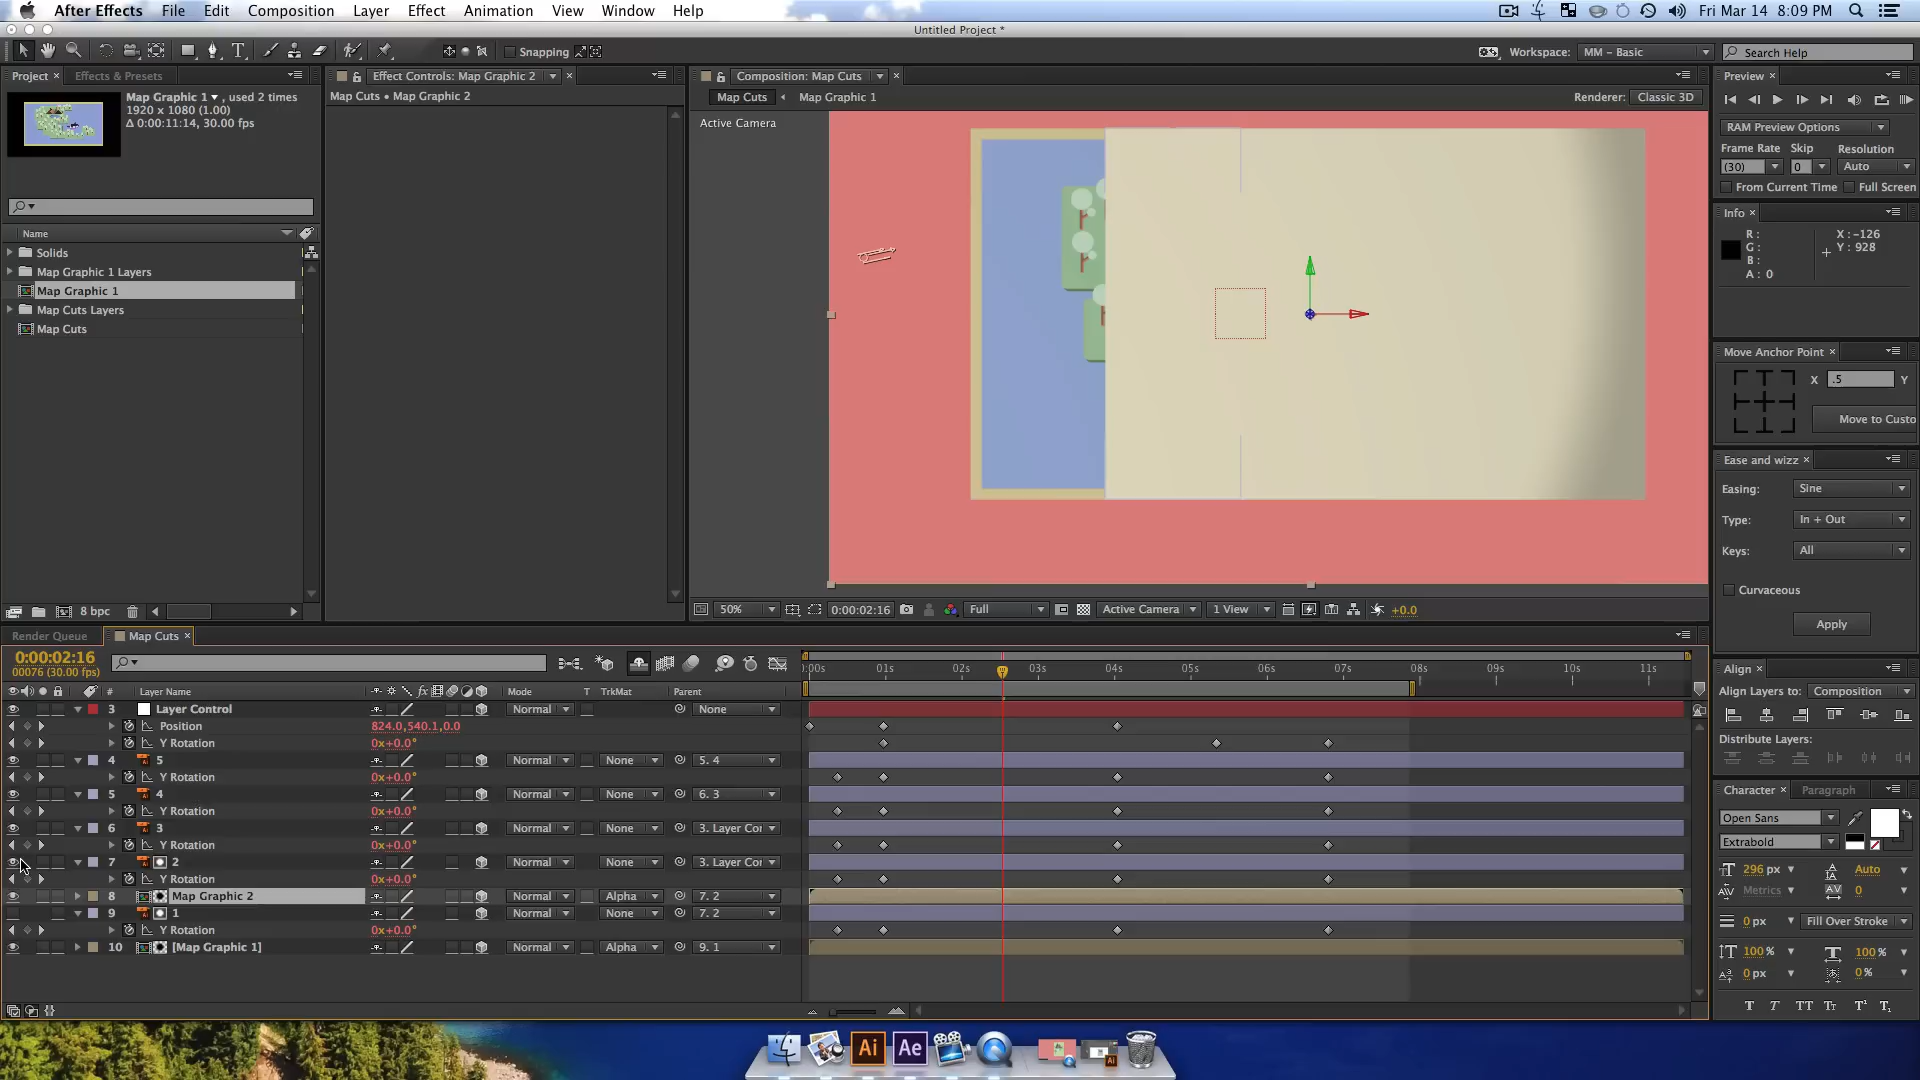 After Effects File Edit Composition Layer Effect Animation View Window Help Fri Mar 14 8:09 PM
Untitled Project *
Snapping Workspace: MM - Basic Search Help
Project × Effects & Presets Effect Controls: Map Graphic 2 × Composition: Map Cuts × Preview ×
Map Graphic 1 , used 2 times
1920 x 1080 (1.00)
Δ 0:00:11:14, 30.00 fps
Map Cuts • Map Graphic 2
Map Cuts Map Graphic 1 Renderer: Classic 3D
Active Camera
RAM Preview Options
Frame Rate Skip Resolution
(30) 0 Auto
From Current Time Full Screen
Info ×
R : X : -126
G : Y : 928
B :
A : 0
Name
Solids
Map Graphic 1 Layers
Map Graphic 1
Map Cuts Layers
Map Cuts
Move Anchor Point ×
X .5 Y
Move to Custo
Ease and wizz ×
Easing: Sine
Type: In + Out
Keys: All
Curvaceous
Apply
8 bpc
50% 0:00:02:16 Full Active Camera 1 View +0.0
Render Queue Map Cuts ×
0:00:02:16
00076 (30.00 fps)
:00s 01s 02s 03s 04s 05s 06s 07s 08s 09s 10s 11s
# Layer Name fx Mode T TrkMat Parent
3 Layer Control Normal None
Position 824.0,540.1,0.0
Y Rotation 0x+0.0°
4 5 Normal None 5. 4
Y Rotation 0x+0.0°
5 4 Normal None 6. 3
Y Rotation 0x+0.0°
6 3 Normal None 3. Layer Cor
Y Rotation 0x+0.0°
7 2 Normal None 3. Layer Cor
Y Rotation 0x+0.0°
8 Map Graphic 2 Normal Alpha 7. 2
9 1 Normal None 7. 2
Y Rotation 0x+0.0°
10 [Map Graphic 1] Normal Alpha 9. 1
Align ×
Align Layers to: Composition
Distribute Layers:
Character × Paragraph
Open Sans
Extrabold
296 px Auto
Metrics 0
0 px Fill Over Stroke
100 % 100 %
0 px 0 %
T T TT Tt T¹ T₁
Ai Ae